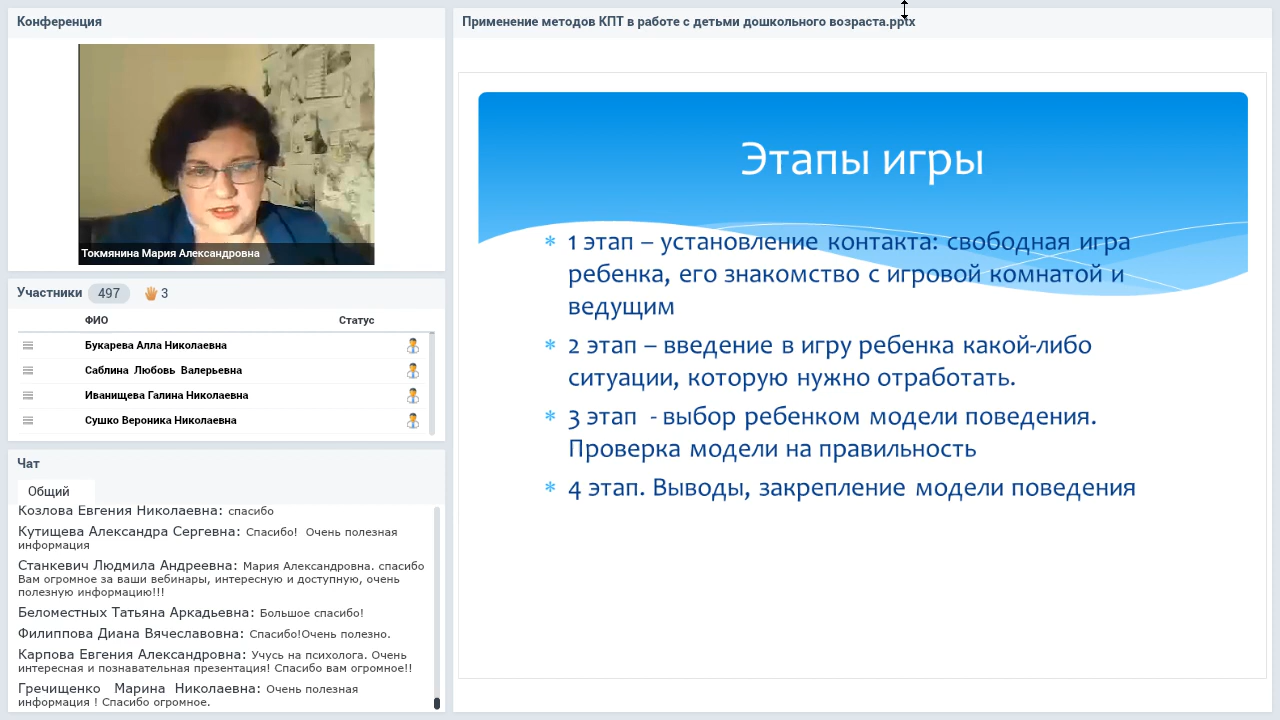 Конференция
Токмянина Мария Александровна
Участники 497 3
ФИО Статус
Букарева Алла Николаевна
Саблина Любовь Валерьевна
Иванищева Галина Николаевна
Сушко Вероника Николаевна
Чат
Общий
Козлова Евгения Николаевна: спасибо
Кутищева Александра Сергевна: Спасибо! Очень полезная
информация
Станкевич Людмила Андреевна: Мария Александровна. спасибо
Вам огромное за ваши вебинары, интересную и доступную, очень
полезную информацию!!!
Беломестных Татьяна Аркадьевна: Большое спасибо!
Филиппова Диана Вячеславовна: Спасибо!Очень полезно.
Карпова Евгения Александровна: Учусь на психолога. Очень
интересная и познавательная презентация! Спасибо вам огромное!!
Гречищенко Марина Николаевна: Очень полезная
информация ! Спасибо огромное.
Применение методов КПТ в работе с детьми дошкольного возраста.pptx
Этапы игры
* 1 этап – установление контакта: свободная игра
ребенка, его знакомство с игровой комнатой и
ведущим
* 2 этап – введение в игру ребенка какой-либо
ситуации, которую нужно отработать.
* 3 этап - выбор ребенком модели поведения.
Проверка модели на правильность
* 4 этап. Выводы, закрепление модели поведения